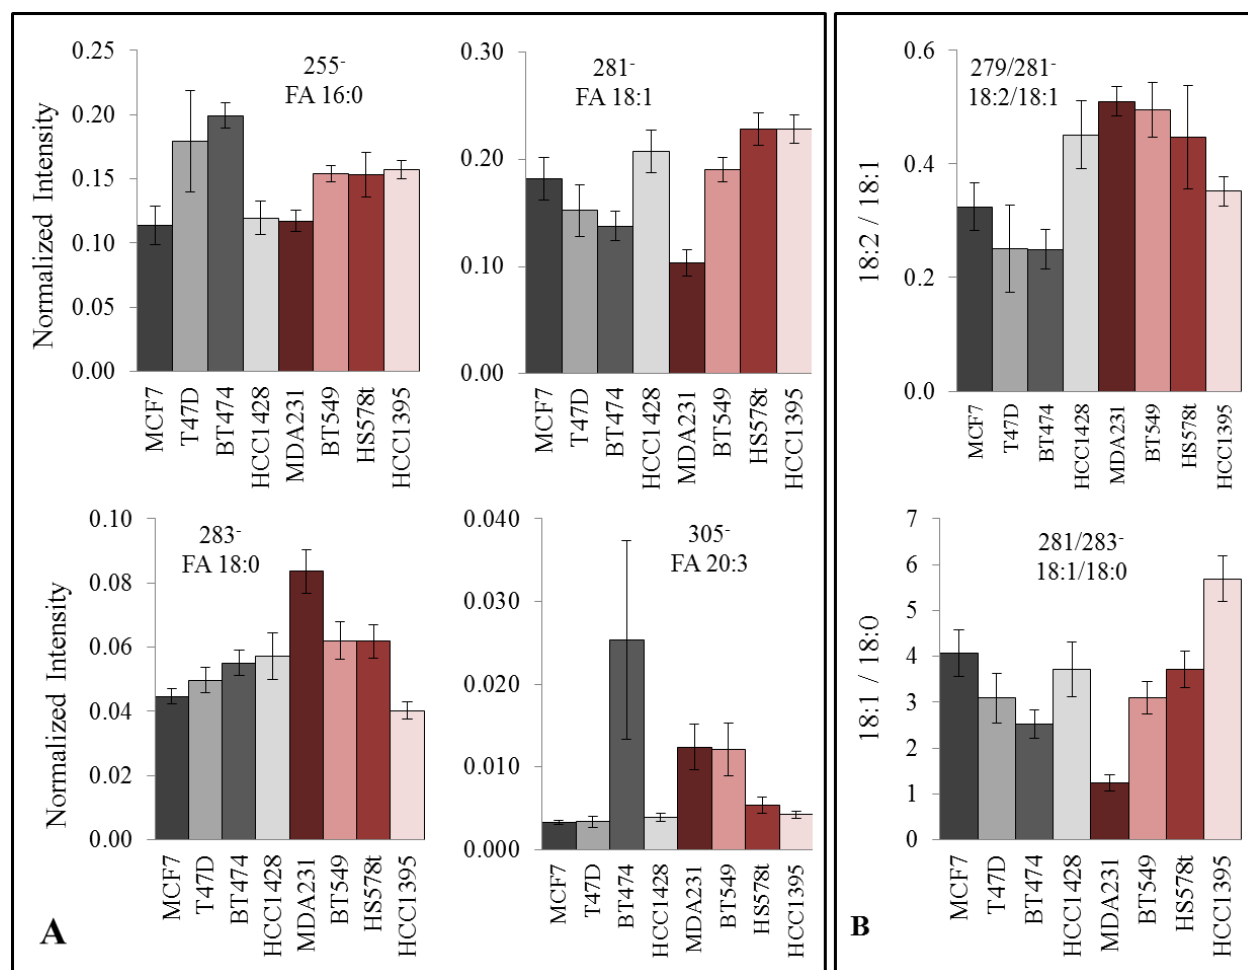 255-
FA 16:0
Normalized Intensity
0.25
0.20
0.15
0.10
0.05
0.00
MCF7
T47D
BT474
HCC1428
MDA231
BT549
HS578t
HCC1395
281-
FA 18:1
0.30
0.20
0.10
0.00
MCF7
T47D
BT474
HCC1428
MDA231
BT549
HS578t
HCC1395
283-
FA 18:0
Normalized Intensity
0.10
0.08
0.06
0.04
0.02
0.00
MCF7
T47D
BT474
HCC1428
MDA231
BT549
HS578t
HCC1395
305-
FA 20:3
0.040
0.030
0.020
0.010
0.000
MCF7
T47D
BT474
HCC1428
MDA231
BT549
HS578t
HCC1395
A
279/281-
18:2/18:1
18:2 / 18:1
0.6
0.4
0.2
0.0
MCF7
T47D
BT474
HCC1428
MDA231
BT549
HS578t
HCC1395
281/283-
18:1/18:0
18:1 / 18:0
7
6
5
4
3
2
1
0
MCF7
T47D
BT474
HCC1428
MDA231
BT549
HS578t
HCC1395
B